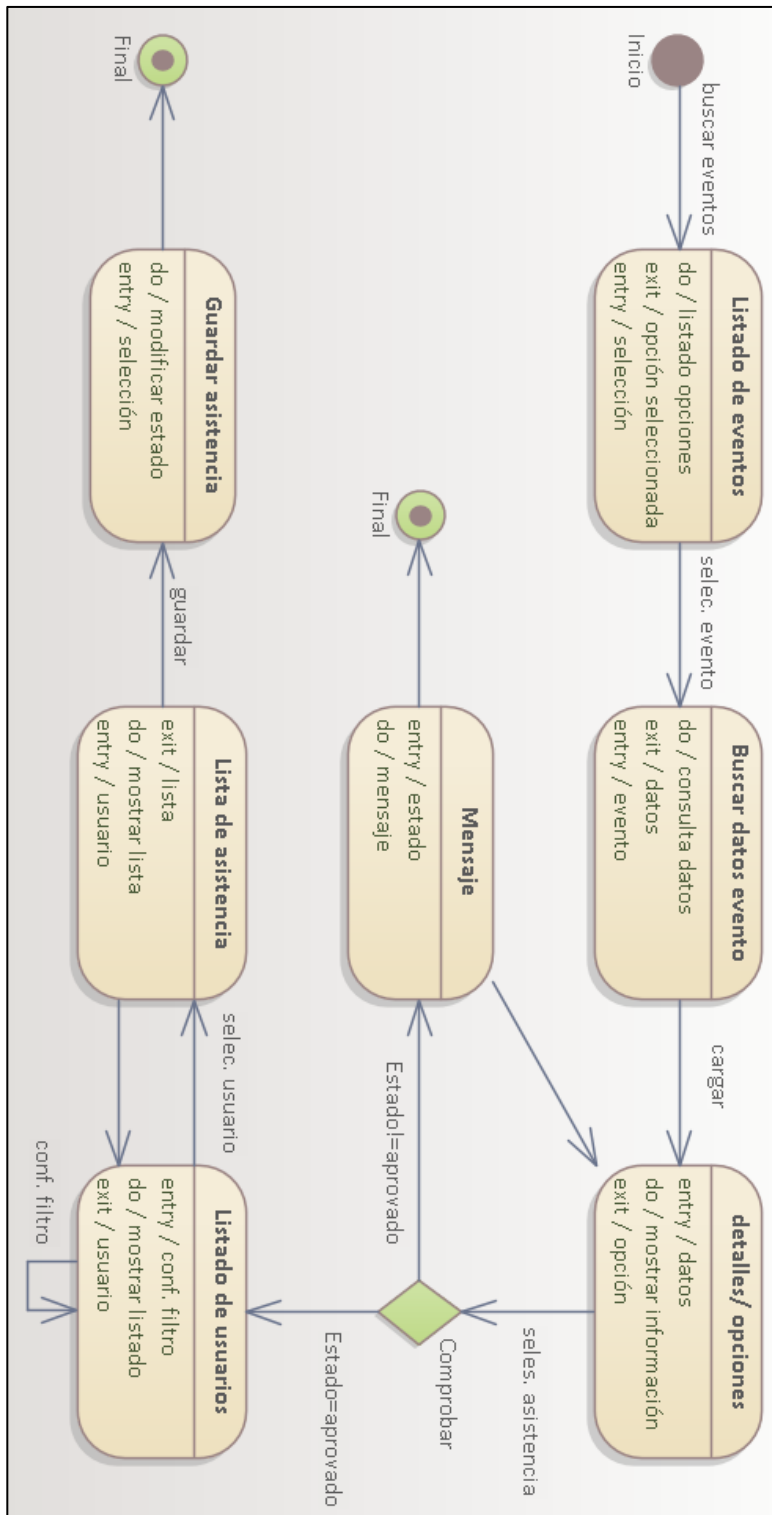 Inicio
buscar eventos
Listado de eventos
do / listado opciones
exit / opción seleccionada
entry / selección
selec. evento
Buscar datos evento
do / consulta datos
exit / datos
entry / evento
cargar
detalles/ opciones
entry / datos
do / mostrar información
exit / opción
seles. asistencia
Comprobar
Estado!=aprovado
Mensaje
entry / estado
do / mensaje
Final
Estado=aprovado
Listado de usuarios
entry / conf. filtro
do / mostrar listado
exit / usuario
conf. filtro
selec. usuario
Lista de asistencia
exit / lista
do / mostrar lista
entry / usuario
guardar
Guardar asistencia
do / modificar estado
entry / selección
Final